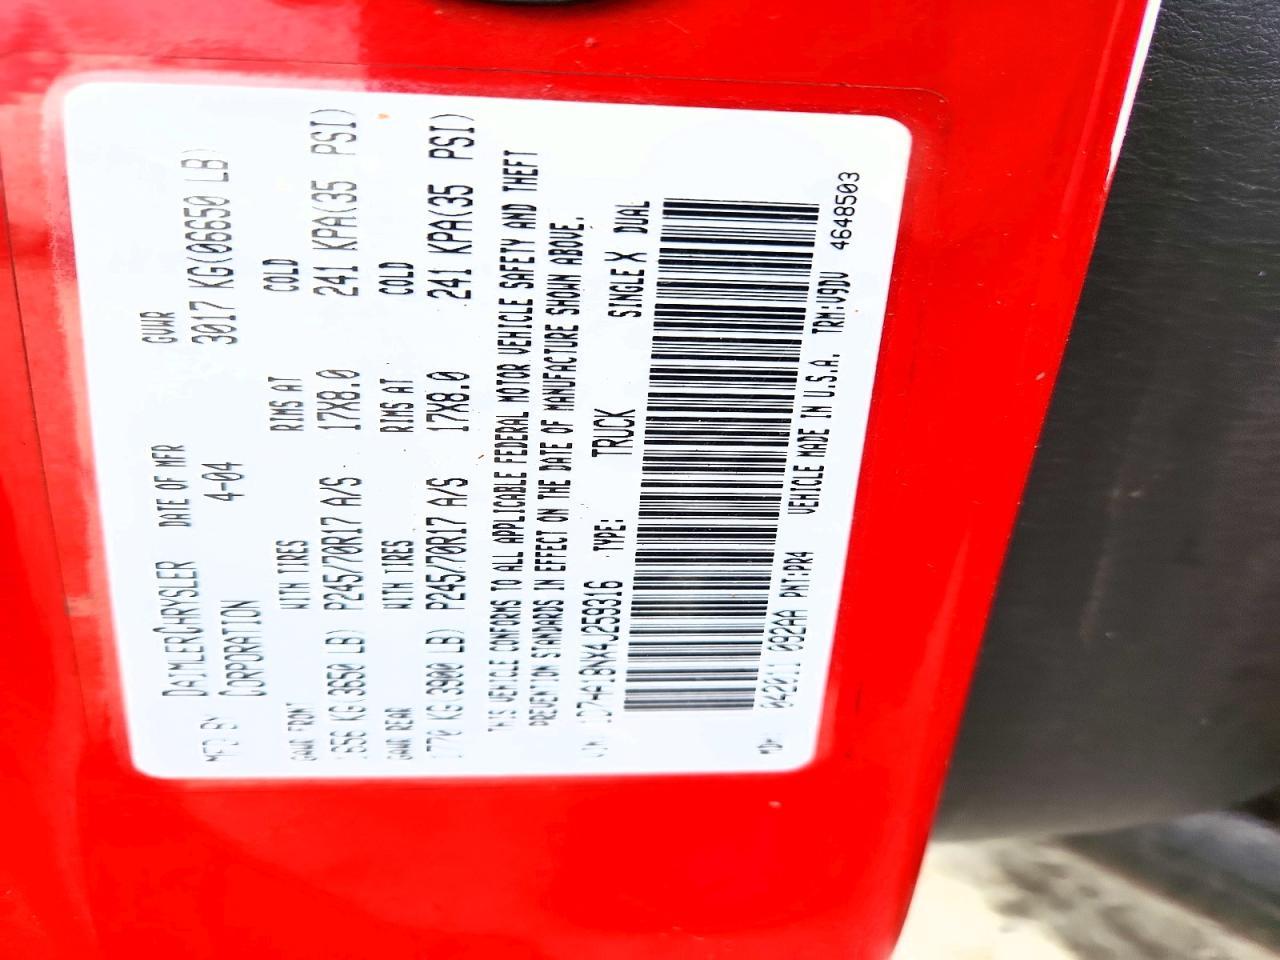 MFD BY DAIMLERCHRYSLER DATE OF MFR GVWR
CORPORATION 4-04 3017 KG(06650 LB)
GAWR FRONT WITH TIRES RIMS AT COLD
1656 KG(3650 LB) P245/70R17 A/S 17X8.0 241 KPA(35 PSI)
GAWR REAR WITH TIRES RIMS AT COLD
1770 KG(3900 LB) P245/70R17 A/S 17X8.0 241 KPA(35 PSI)
THIS VEHICLE CONFORMS TO ALL APPLICABLE FEDERAL MOTOR VEHICLE SAFETY AND THEFT
PREVENTION STANDARDS IN EFFECT ON THE DATE OF MANUFACTURE SHOWN ABOVE.
TYPE: TRUCK SINGLE X DUAL
042011 092AA PNT:PR4 VEHICLE MADE IN U.S.A. TRM:V9DV 4648503